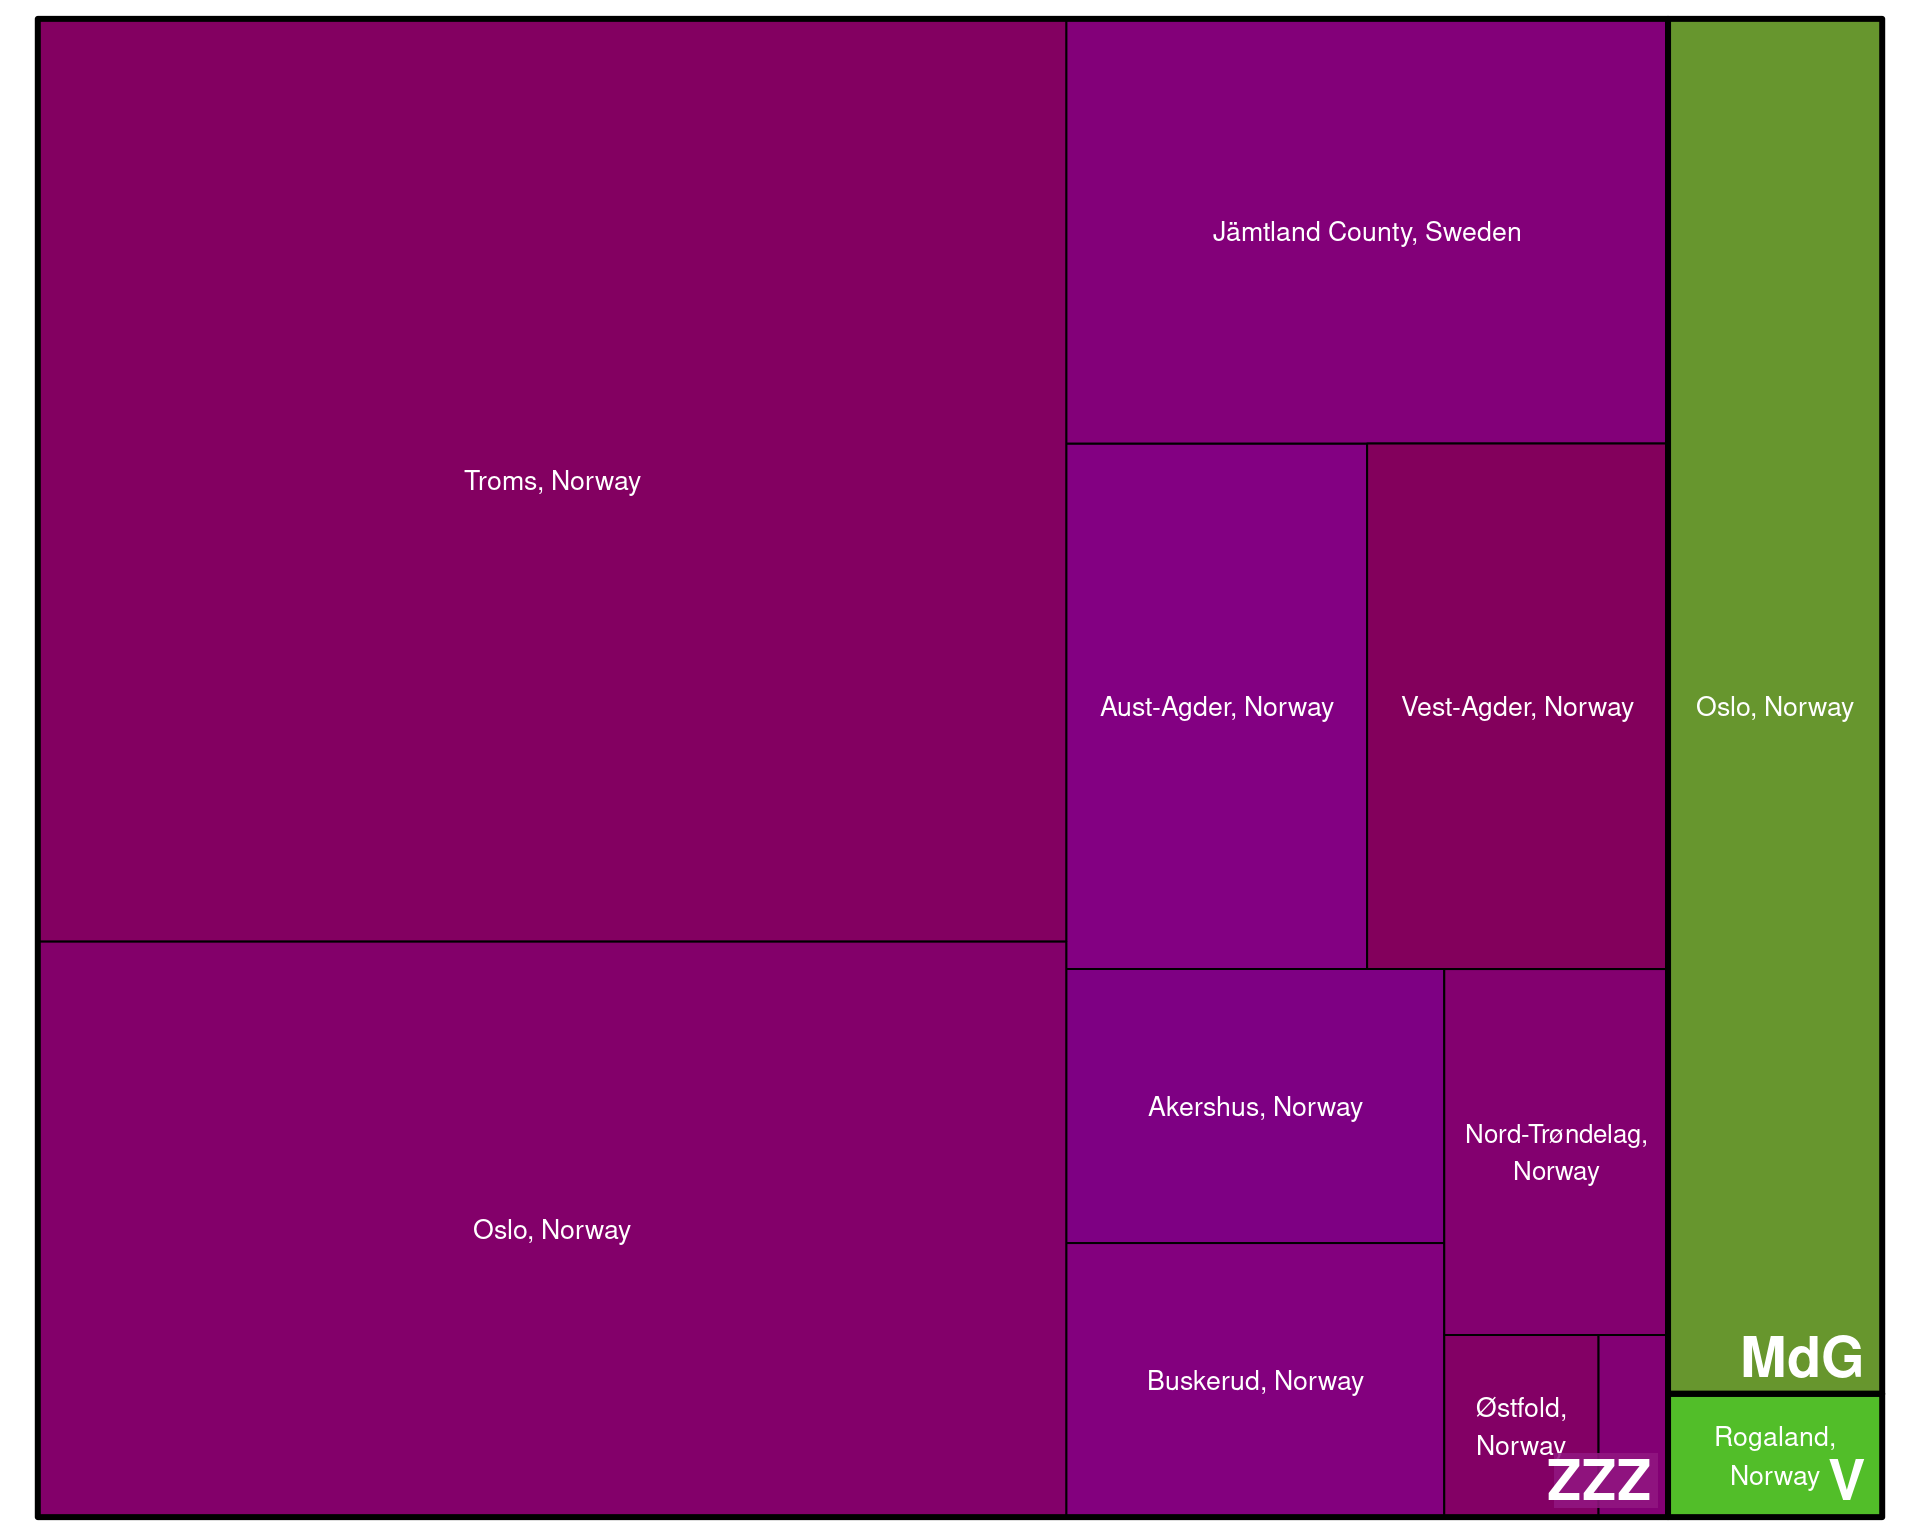 Troms, Norway
Oslo, Norway
Jämtland County, Sweden
Aust-Agder, Norway
Vest-Agder, Norway
Akershus, Norway
Buskerud, Norway
Nord-Trøndelag,
Norway
Østfold,
Norway
ZZZ
Oslo, Norway
MdG
Rogaland,
Norway
V